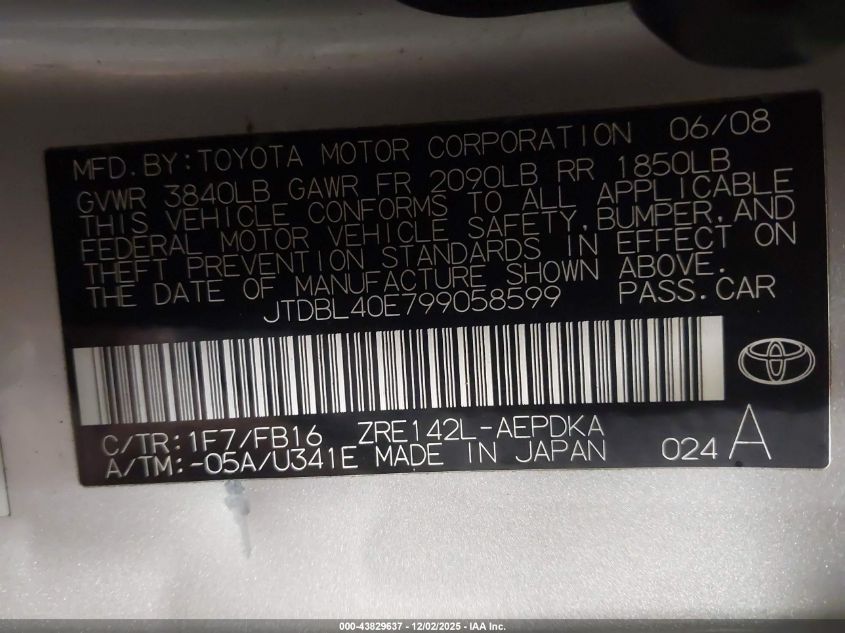 MFD.BY:TOYOTA MOTOR CORPORATION 06/08
GVWR 3840LB GAWR FR 2090LB RR 1850LB
THIS VEHICLE CONFORMS TO ALL APPLICABLE
FEDERAL MOTOR VEHICLE SAFETY,BUMPER,AND
THEFT PREVENTION STANDARDS IN EFFECT ON
THE DATE OF MANUFACTURE SHOWN ABOVE.
JTDBL40E799058599 PASS.CAR
C/TR:1F7/FB16 ZRE142L-AEPDKA
A/TM:-05A/U341E MADE IN JAPAN 024 A
000-43829637 - 12/02/2025 - IAA Inc.